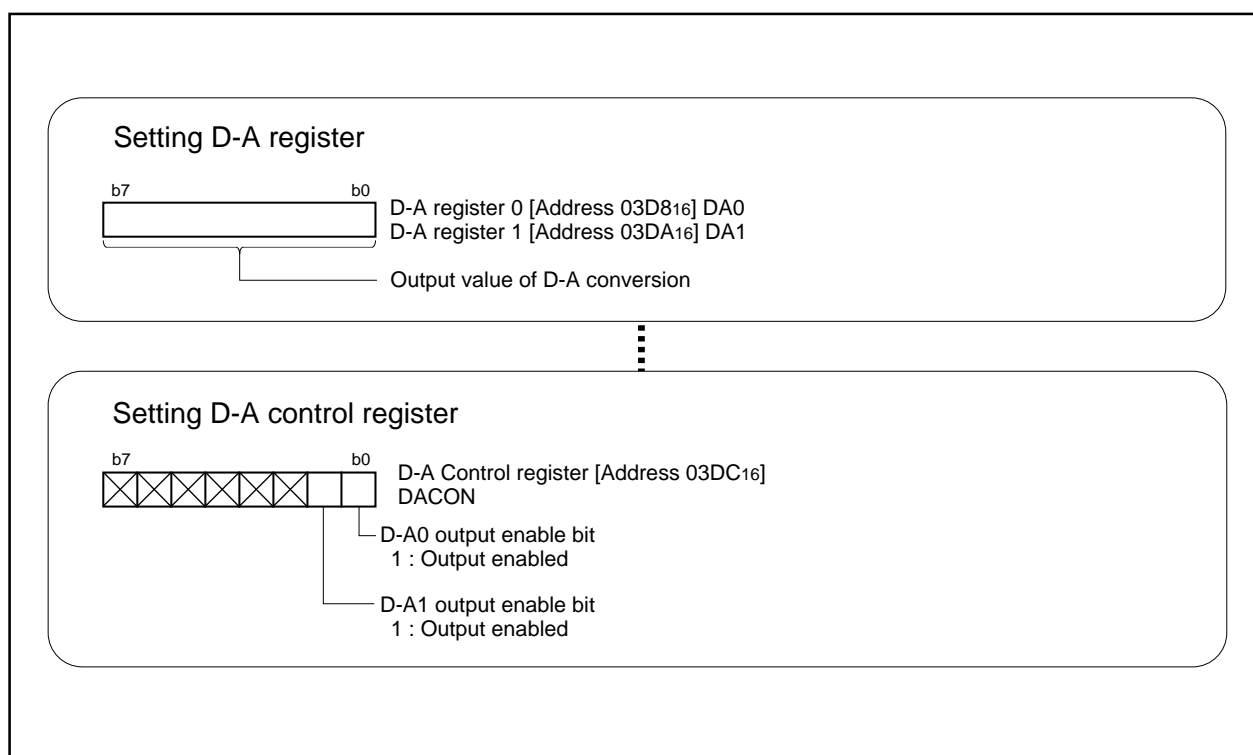 Setting D-A register
b7 b0
D-A register 0 [Address 03D816] DA0
D-A register 1 [Address 03DA16] DA1
Output value of D-A conversion
Setting D-A control register
b7 b0
D-A Control register [Address 03DC16]
DACON
D-A0 output enable bit
1 : Output enabled
D-A1 output enable bit
1 : Output enabled